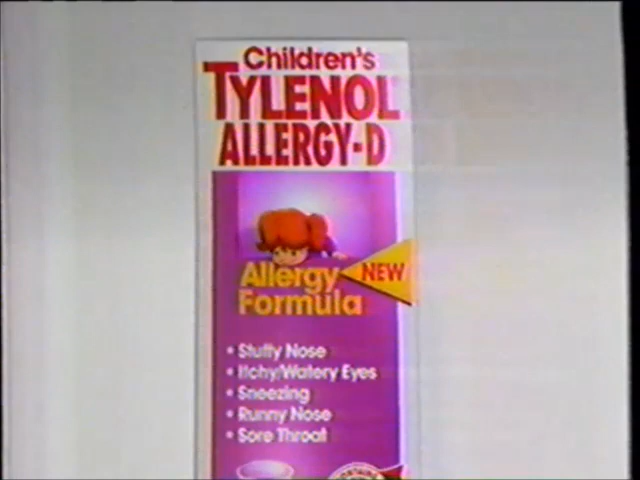 Children's
TYLENOL
ALLERGY-D
Allergy
NEW
Formula
• Stuffy Nose
• Itchy/Watery Eyes
• Sneezing
• Runny Nose
• Sore Throat